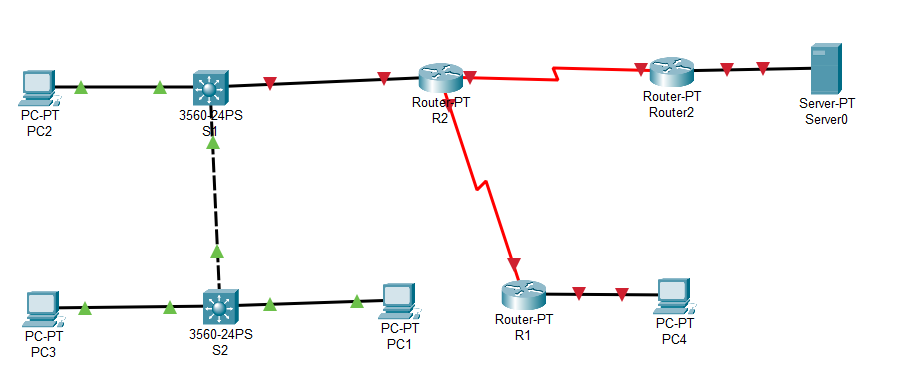 PC-PT
PC2
3560-24PS
S1
Router-PT
R2
Router-PT
Router2
Server-PT
Server0
PC-PT
PC3
3560-24PS
S2
PC-PT
PC1
Router-PT
R1
PC-PT
PC4